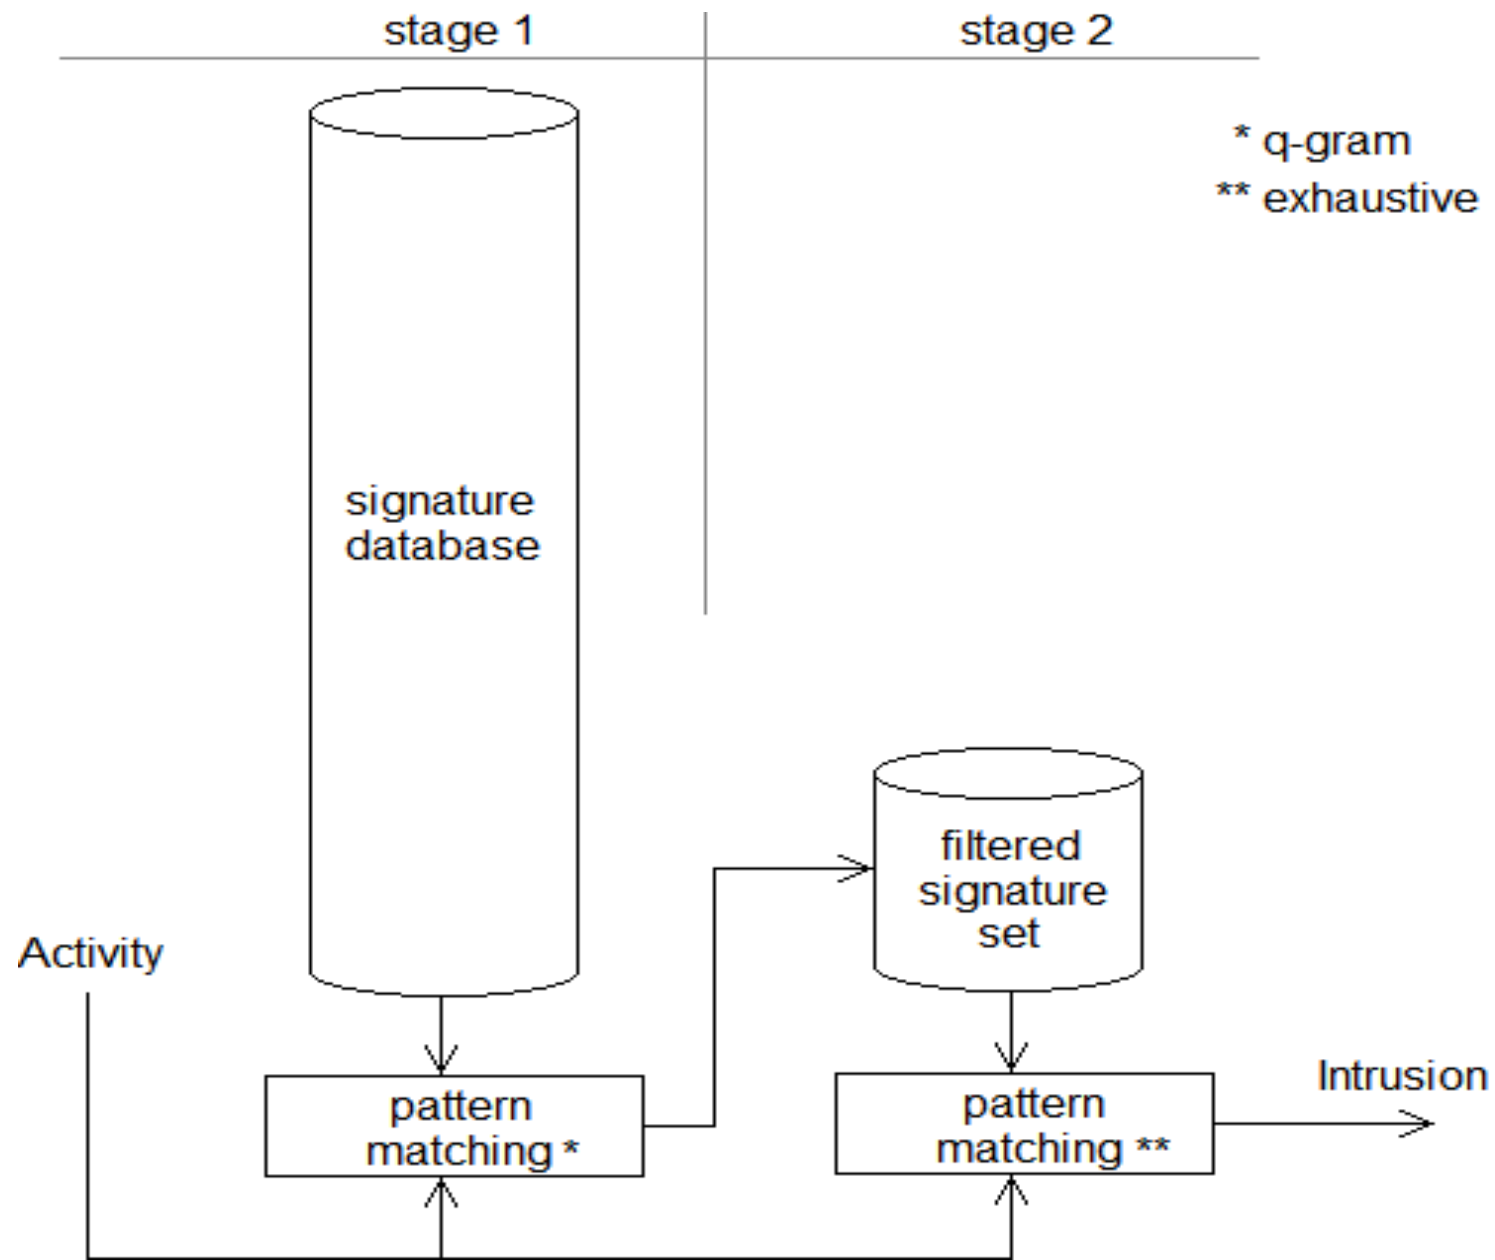 stage 1
stage 2
* q-gram
** exhaustive
signature
database
filtered
signature
set
Activity
pattern
matching *
pattern
matching **
Intrusion